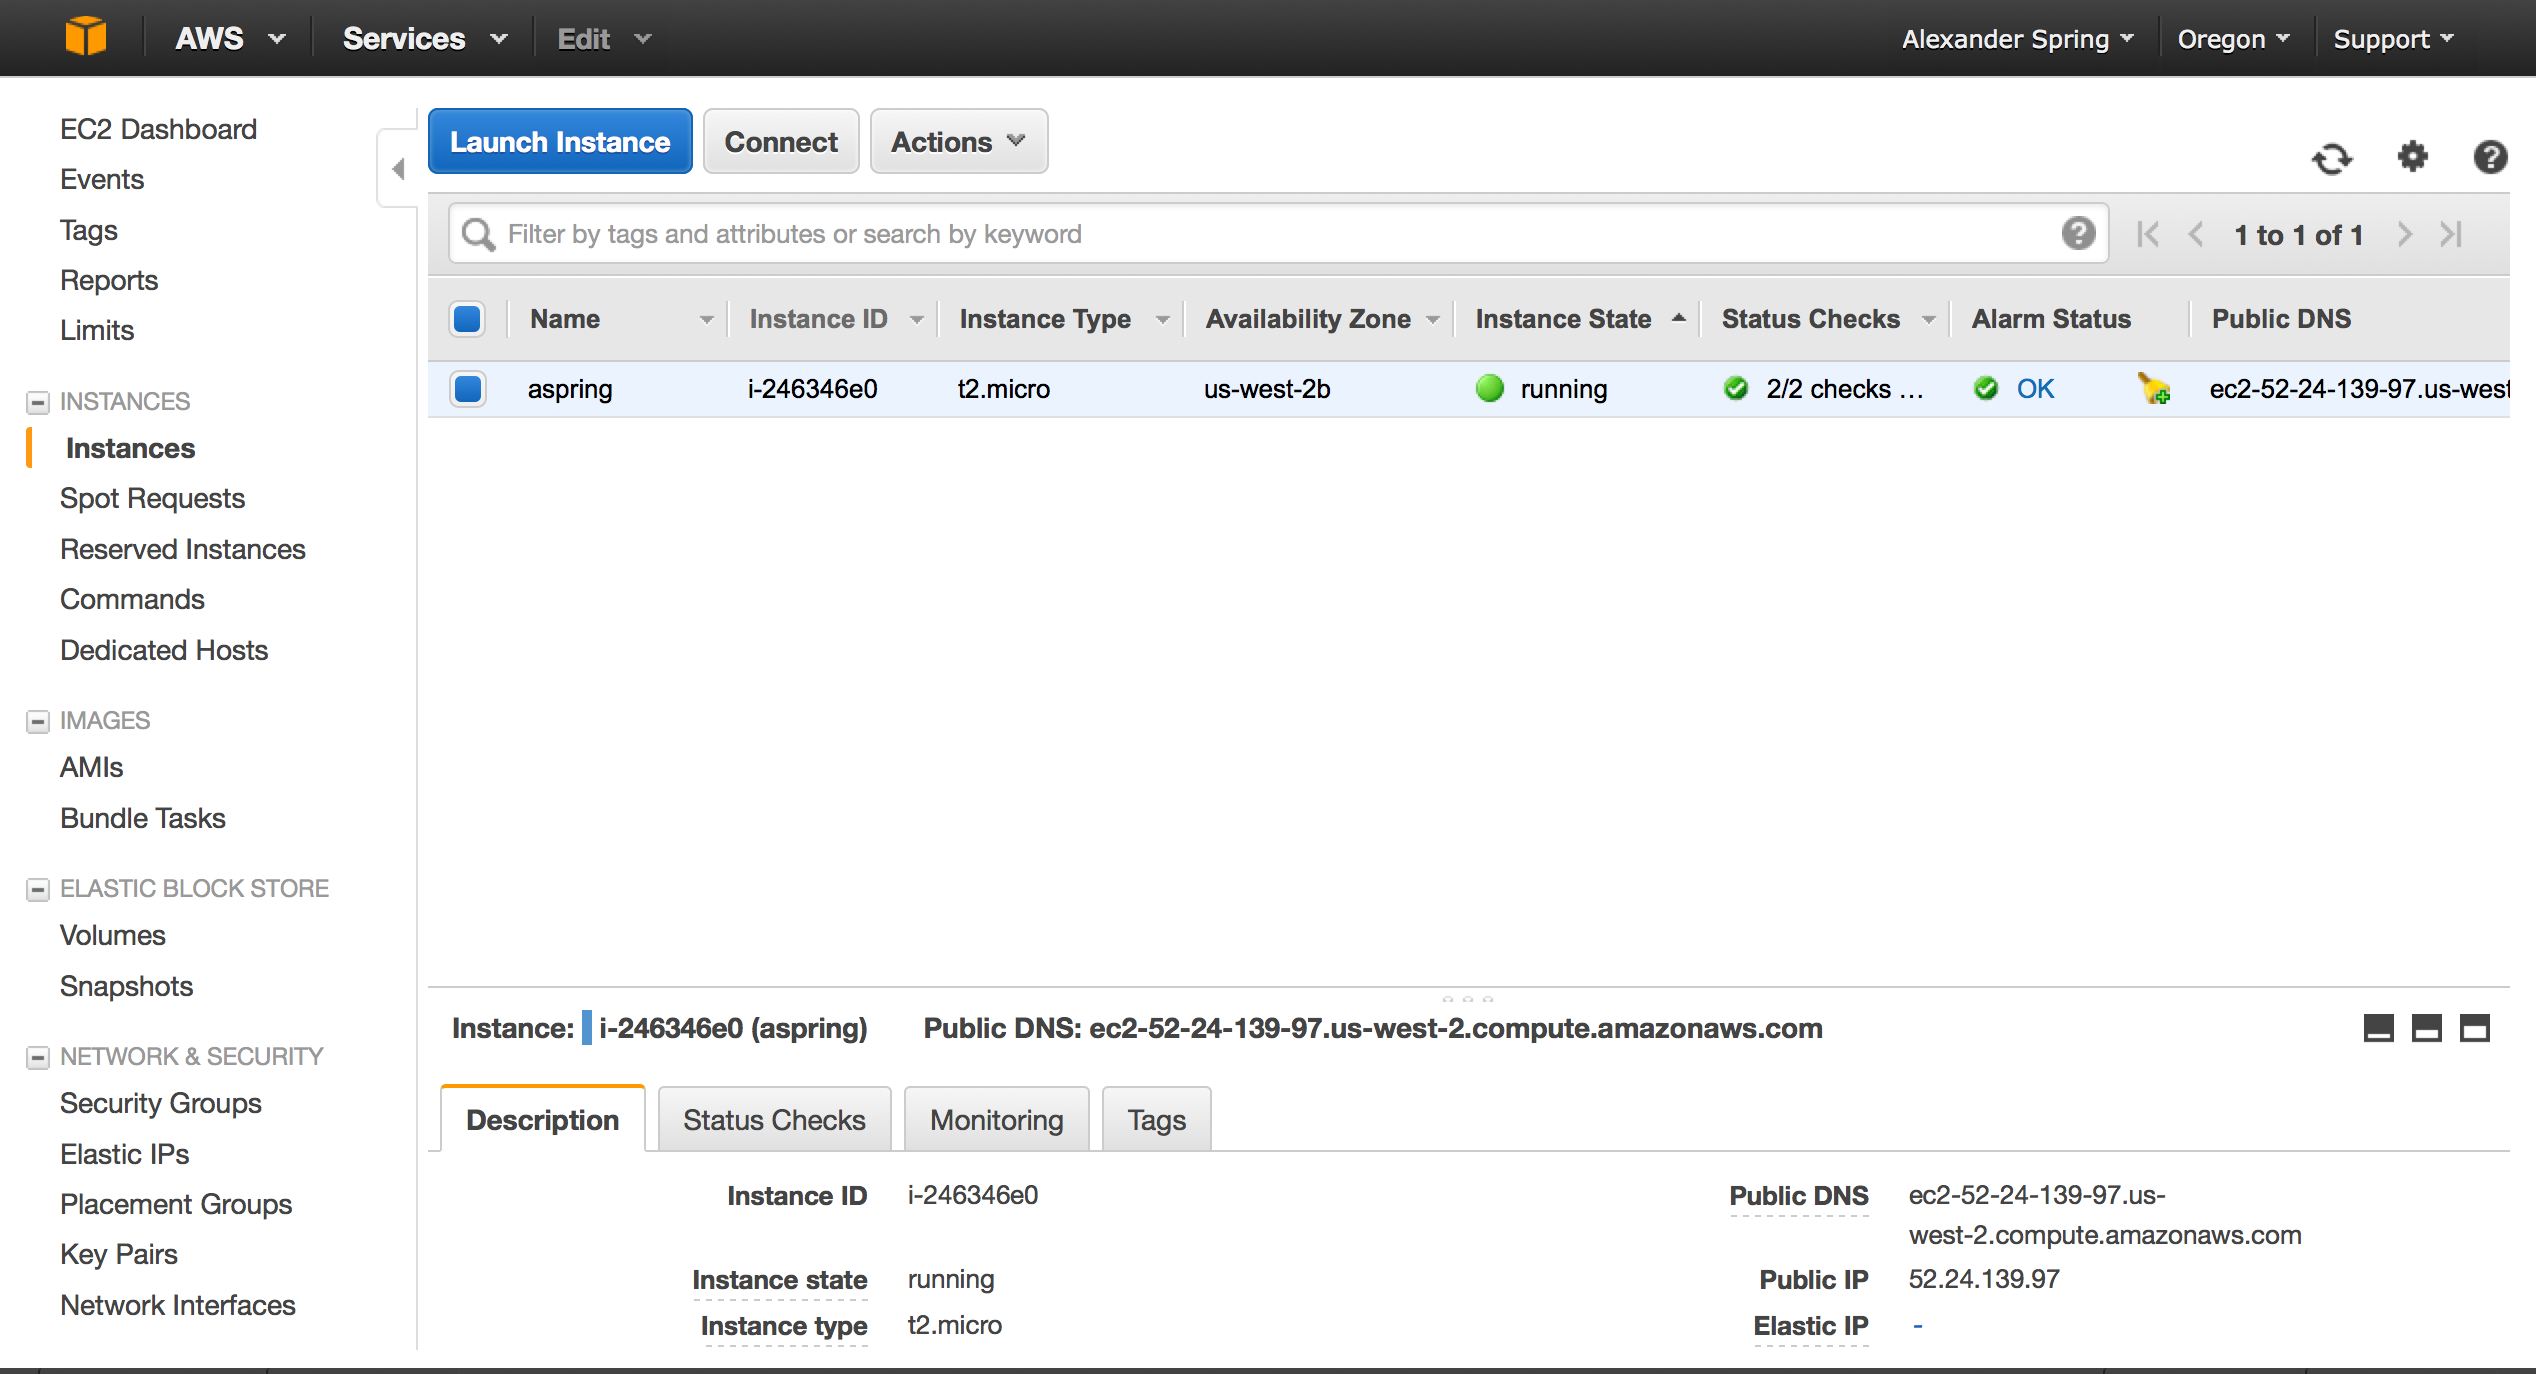 AWS Services Edit Alexander Spring Oregon Support
EC2 Dashboard
Events
Tags
Reports
Limits
INSTANCES
Instances
Spot Requests
Reserved Instances
Commands
Dedicated Hosts
IMAGES
AMIs
Bundle Tasks
ELASTIC BLOCK STORE
Volumes
Snapshots
NETWORK & SECURITY
Security Groups
Elastic IPs
Placement Groups
Key Pairs
Network Interfaces
Launch Instance Connect Actions
Filter by tags and attributes or search by keyword 1 to 1 of 1
Name Instance ID Instance Type Availability Zone Instance State Status Checks Alarm Status Public DNS
aspring i-246346e0 t2.micro us-west-2b running 2/2 checks ... OK ec2-52-24-139-97.us-west
Instance: i-246346e0 (aspring) Public DNS: ec2-52-24-139-97.us-west-2.compute.amazonaws.com
Description Status Checks Monitoring Tags
Instance ID i-246346e0 Public DNS ec2-52-24-139-97.us-
west-2.compute.amazonaws.com
Instance state running Public IP 52.24.139.97
Instance type t2.micro Elastic IP -